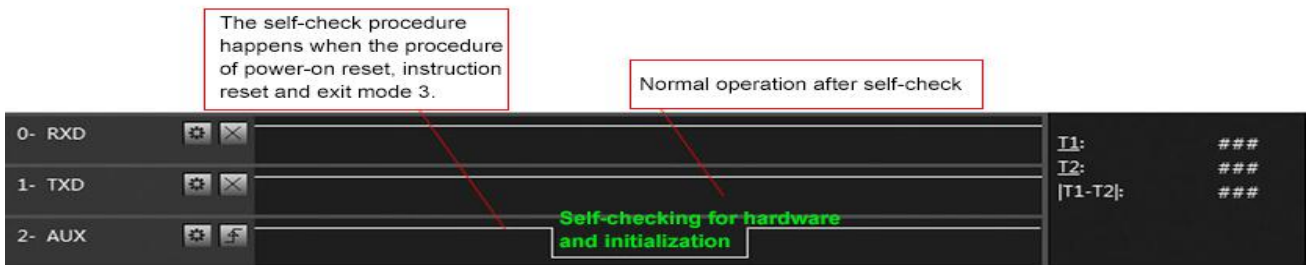 The self-check procedure
happens when the procedure
of power-on reset, instruction
reset and exit mode 3.
Normal operation after self-check
0- RXD
T1: ###
1- TXD
T2: ###
|T1-T2|: ###
2- AUX
Self-checking for hardware
and initialization